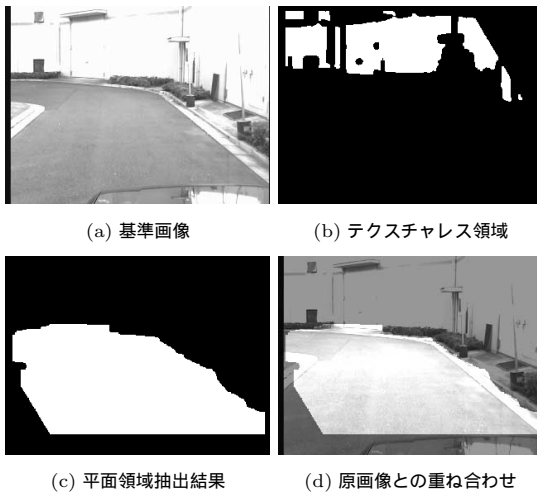 (a) 基準画像
(b) テクスチャレス領域
(c) 平面領域抽出結果
(d) 原画像との重ね合わせ